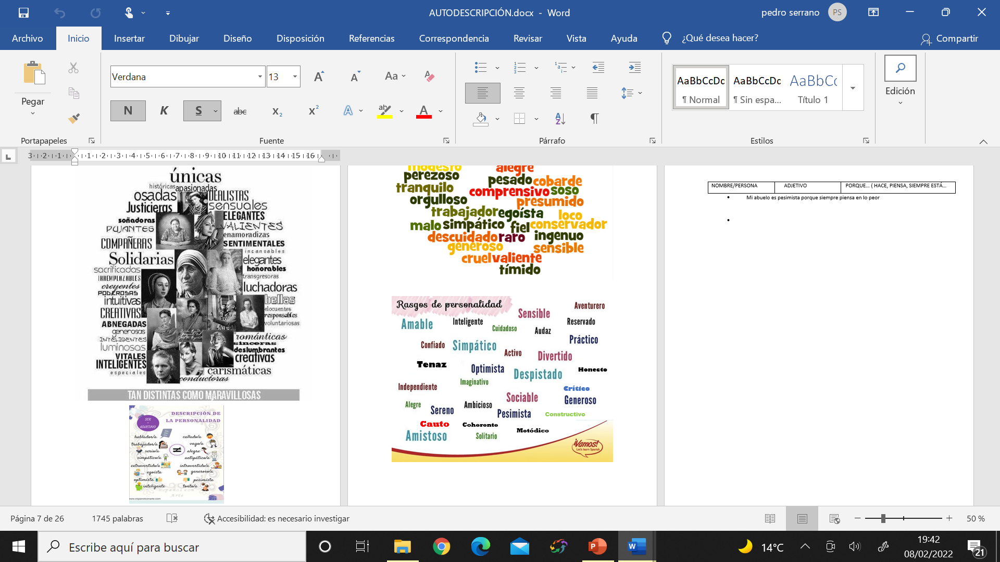 AUTODESCRIPCIÓN.docx - Word
pedro serrano
PS
Archivo Inicio Insertar Dibujar Diseño Disposición Referencias Correspondencia Revisar Vista Ayuda ¿Qué desea hacer? Compartir
Pegar
Verdana 13
Aa
N K S abc X₂ X²
AaBbCcDc AaBbCcDc AaBbCc
¶ Normal ¶ Sin espa... Título 1
Edición
Portapapeles Fuente Párrafo Estilos
3 2 1 1 2 3 4 5 6 7 8 9 10 11 12 13 14 15 16
únicas
históricas apasionadas
osadas IDEALISTAS
Justicieras sensuales
ELEGANTES
soñadoras VALIENTES
PUJANTES enamoradizas
COMPAÑERAS SENTIMENTALES
incansables
Solidarias elegantes
sacrificadas honorables
IRREMPLAZABLES transgresoras
creyentes luchadoras
PODEROSAS
intuitivas bellas
CREATIVAS elocuentes
responsables
ABNEGADAS voluntariosas
generosas románticas
INTELIGENTES sinceras
luminosas deslumbrantes
VITALES creativas
INTELIGENTES carismáticas
especiales conductoras
TAN DISTINTAS COMO MARAVILLOSAS
DESCRIPCIÓN DE
LA PERSONALIDAD
SER
+
ADJETIVO
hablador/a callado/a
trabajador/a vago/a
serio/a alegre
≠
simpático/a antipático/a
extrovertido/a introvertido/a
egoista generoso/a
optimista pesimista
inteligente tonto/a
Español con
Arte
www.espanolconarte.com
modesto alegre
perezoso pesado cobarde
tranquilo comprensivo soso
orgulloso presumido
trabajador egoísta loco
malo simpático fiel conservador
descuidado raro ingenuo
generoso sensible
cruel valiente
tímido
Rasgos de personalidad Sensible Aventurero
Amable Inteligente Cuidadoso Audaz Reservado
Confiado Simpático Activo Práctico
Tenaz Optimista Divertido
Despistado Honesto
Independiente Imaginativo Crítico
Alegre Sereno Ambicioso Sociable Generoso
Pesimista Constructivo
Cauto Coherente Metódico
Amistoso Solitario
¡Vamos!
Let's learn Spanish
NOMBRE/PERSONA ADJETIVO PORQUE... ( HACE, PIENSA, SIEMPRE ESTÁ...
• Mi abuelo es pesimista porque siempre piensa en lo peor
•
Página 7 de 26 1745 palabras Accesibilidad: es necesario investigar 50 %
Escribe aquí para buscar
14°C
19:42
08/02/2022
21